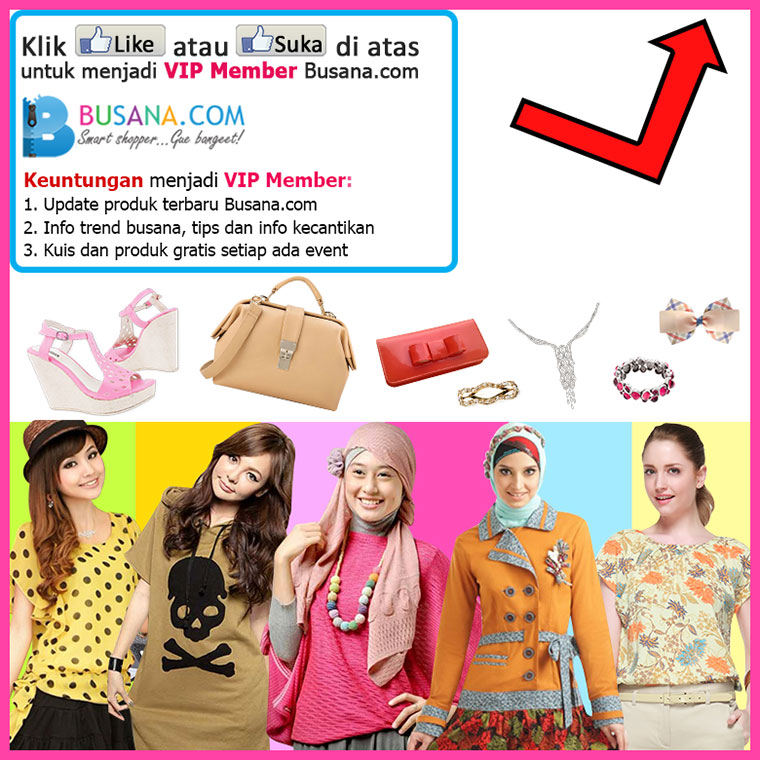 Klik Like atau Suka di atas
untuk menjadi VIP Member Busana.com
BUSANA.COM
Smart shopper...Gue bangeet!
Keuntungan menjadi VIP Member:
1. Update produk terbaru Busana.com
2. Info trend busana, tips dan info kecantikan
3. Kuis dan produk gratis setiap ada event